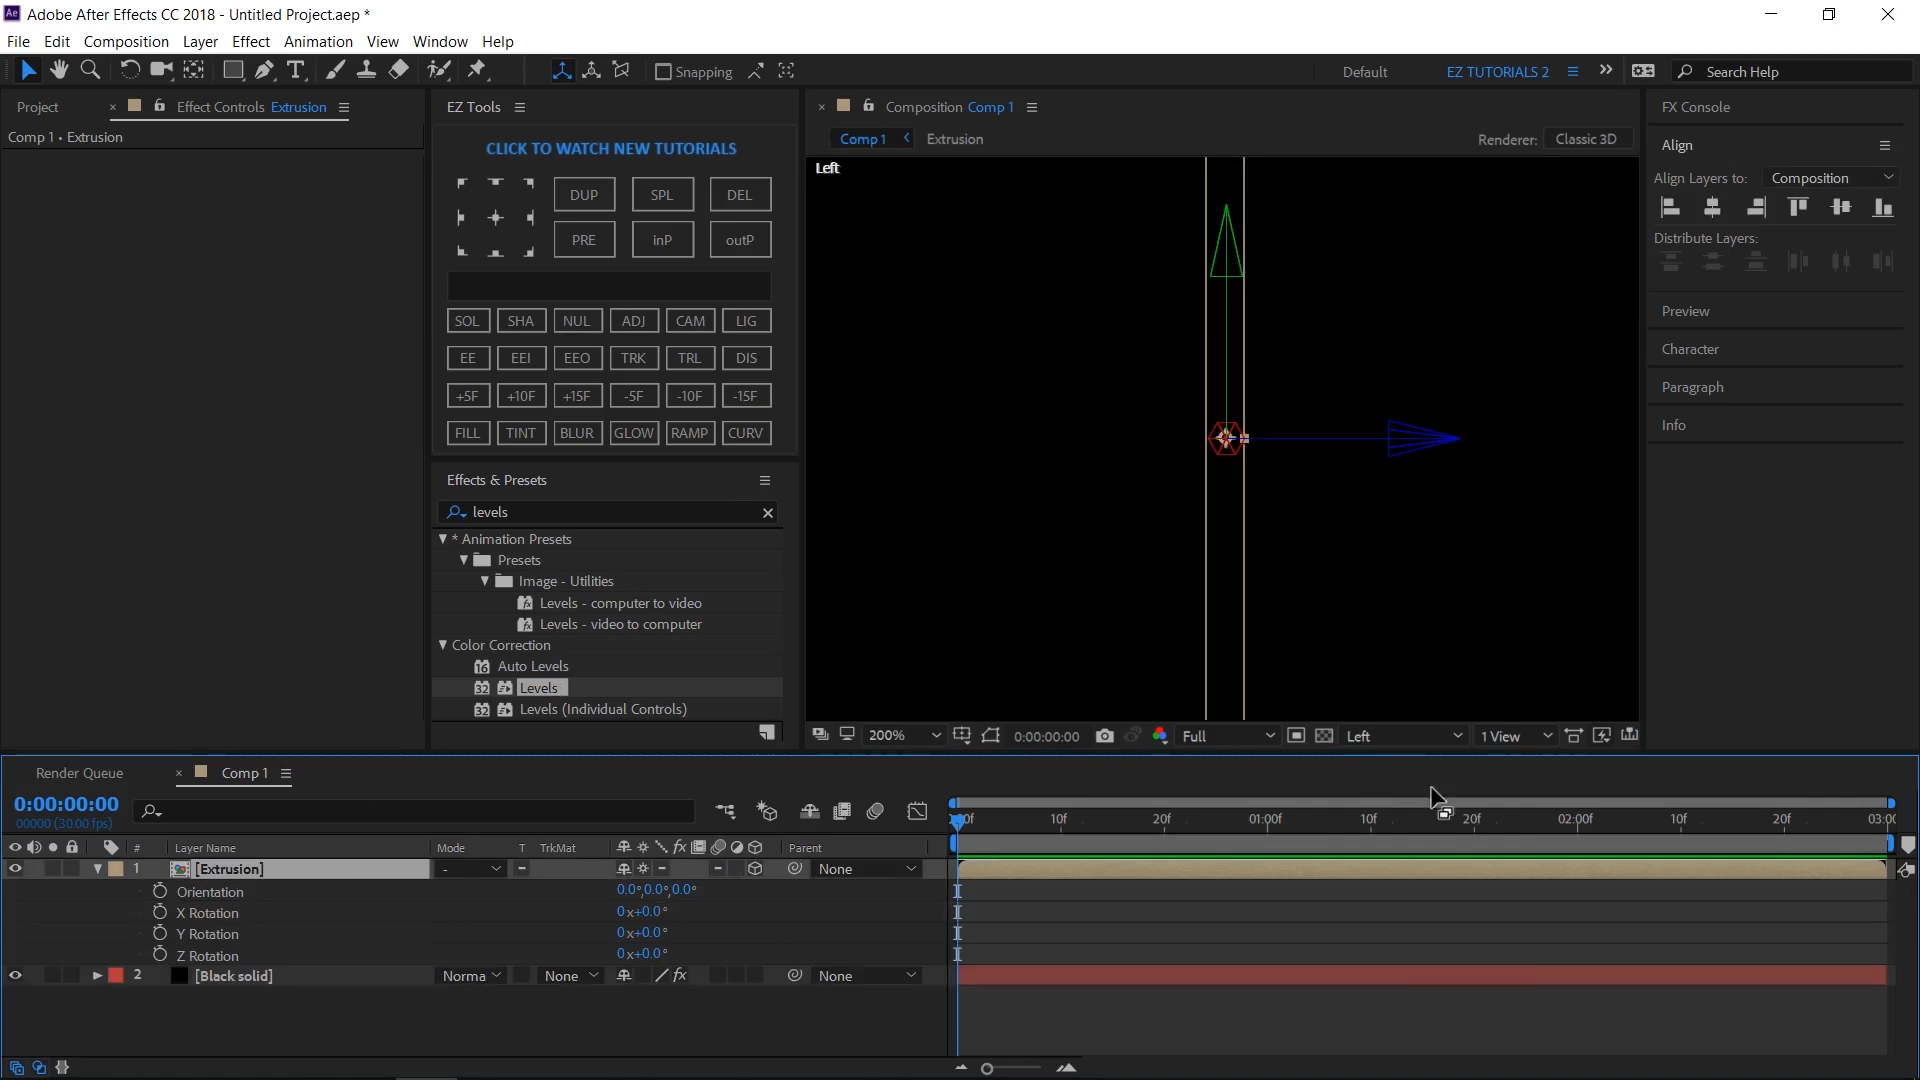 Ae Adobe After Effects CC 2018 - Untitled Project.aep *
File Edit Composition Layer Effect Animation View Window Help
Snapping Default EZ TUTORIALS 2 Search Help
Project Effect Controls Extrusion
Comp 1 • Extrusion
EZ Tools
CLICK TO WATCH NEW TUTORIALS
DUP SPL DEL
PRE inP outP
SOL SHA NUL ADJ CAM LIG
EE EEI EEO TRK TRL DIS
+5F +10F +15F -5F -10F -15F
FILL TINT BLUR GLOW RAMP CURV
Effects & Presets
levels
* Animation Presets
Presets
Image - Utilities
Levels - computer to video
Levels - video to computer
Color Correction
16 Auto Levels
32 Levels
32 Levels (Individual Controls)
Composition Comp 1
Comp 1 Extrusion Renderer: Classic 3D
Left
200% 0:00:00:00 Full Left 1 View
FX Console
Align
Align Layers to: Composition
Distribute Layers:
Preview
Character
Paragraph
Info
Render Queue Comp 1
0:00:00:00
00000 (30.00 fps)
10f 20f 01:00f 10f 20f 02:00f 10f 20f
# Layer Name Mode T TrkMat fx Parent
1 [Extrusion] - None
Orientation 0.0°,0.0°,0.0°
X Rotation 0x+0.0°
Y Rotation 0x+0.0°
Z Rotation 0x+0.0°
2 [Black solid] Norma None fx None